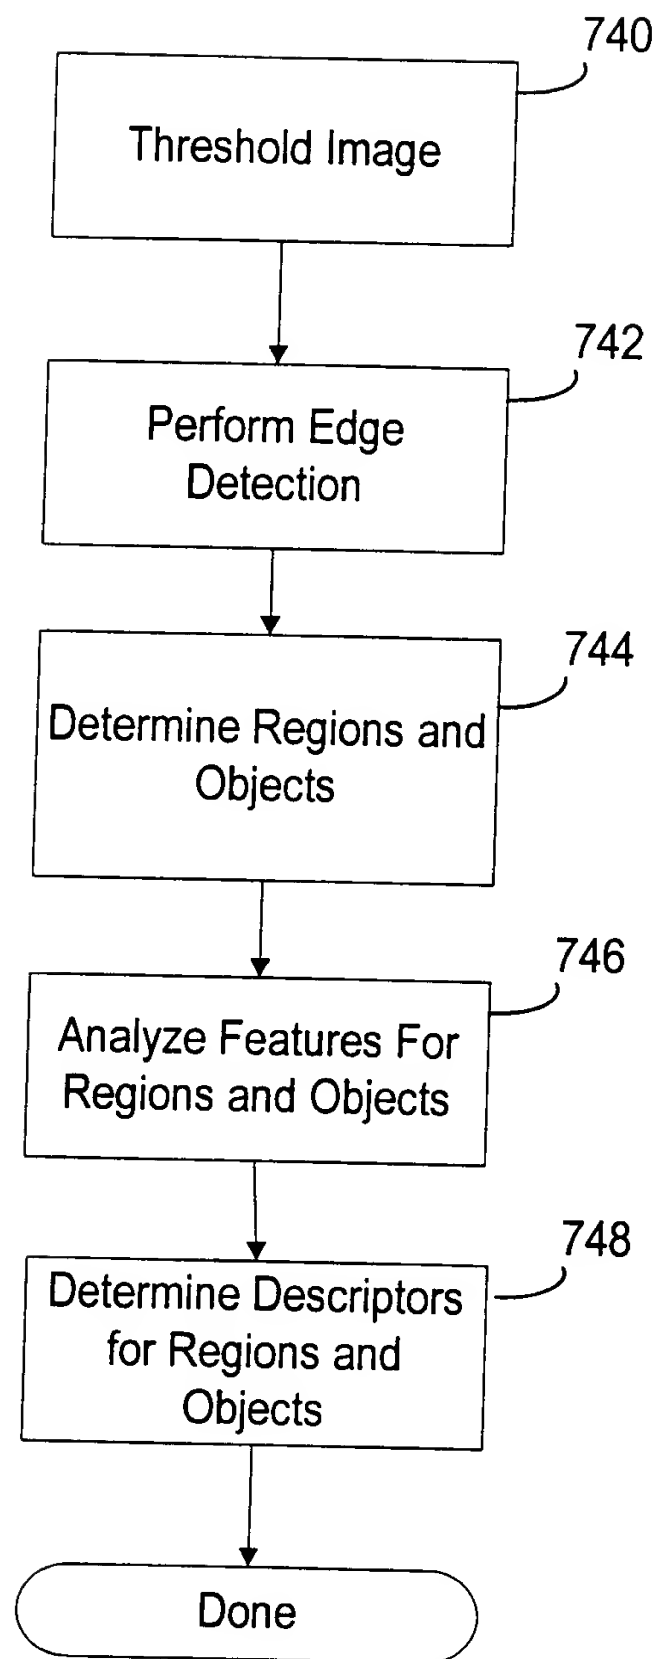 740
Threshold Image
742
Perform Edge
Detection
744
Determine Regions and
Objects
746
Analyze Features For
Regions and Objects
748
Determine Descriptors
for Regions and
Objects
Done